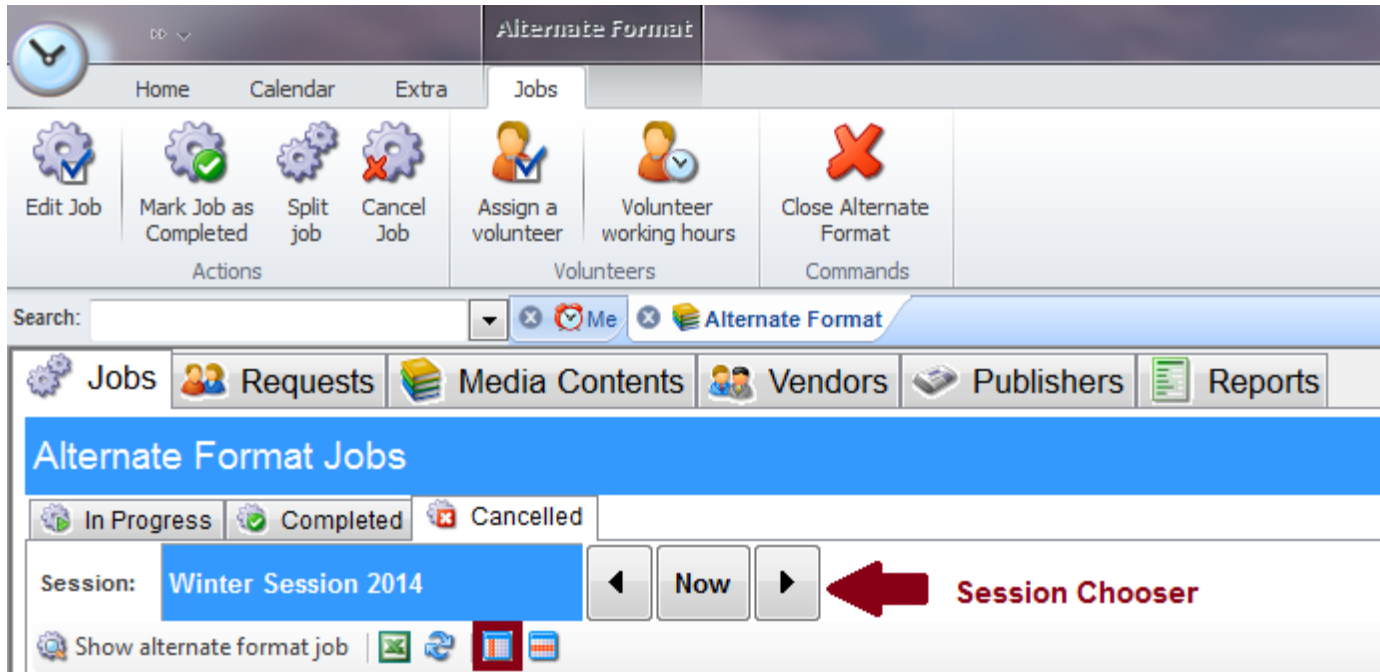 Alternate Format
Home Calendar Extra Jobs
Edit Job
Mark Job as Completed
Split job
Cancel Job
Assign a volunteer
Volunteer working hours
Close Alternate Format
Actions Volunteers Commands
Search: Me Alternate Format
Jobs Requests Media Contents Vendors Publishers Reports
Alternate Format Jobs
In Progress Completed Cancelled
Session: Winter Session 2014 Now Session Chooser
Show alternate format job